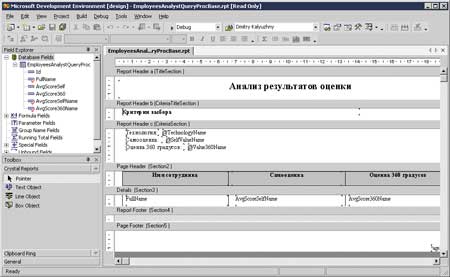 Microsoft Development Environment [design] - EmployeesAnalystQueryProcBase.rpt [Read Only]
File Edit View Project Build Debug Tools Window Help
Debug
Dmitry Kalyuzhny
Field Explorer
Database Fields
EmployeesAnalystQueryProc
Id
FullName
AvgScoreSelf
AvgScore360
AvgScoreSelfName
AvgScore360Name
Formula Fields
Parameter Fields
Group Name Fields
Running Total Fields
Special Fields
Unbound Fields
Toolbox
Crystal Reports
Pointer
Text Object
Line Object
Box Object
Clipboard Ring
General
EmployeesAnal...ryProcBase.rpt
Report Header a (TitleSection )
Анализ результатов оценки
Report Header b (CriteriaTitleSection )
Критерии выбора
Report Header c (CriteriaSection )
Технология @TechnologyName
Самооценка @SelfValueName
Оценка 360 градусов @Value360Name
Page Header (Section2 )
Имя сотрудника Самооценка Оценка 360 градусов
Details (Section3 )
FullName AvgScoreSelfName AvgScore360Name
Report Footer (Section4 )
Page Footer (Section5 )
Ready